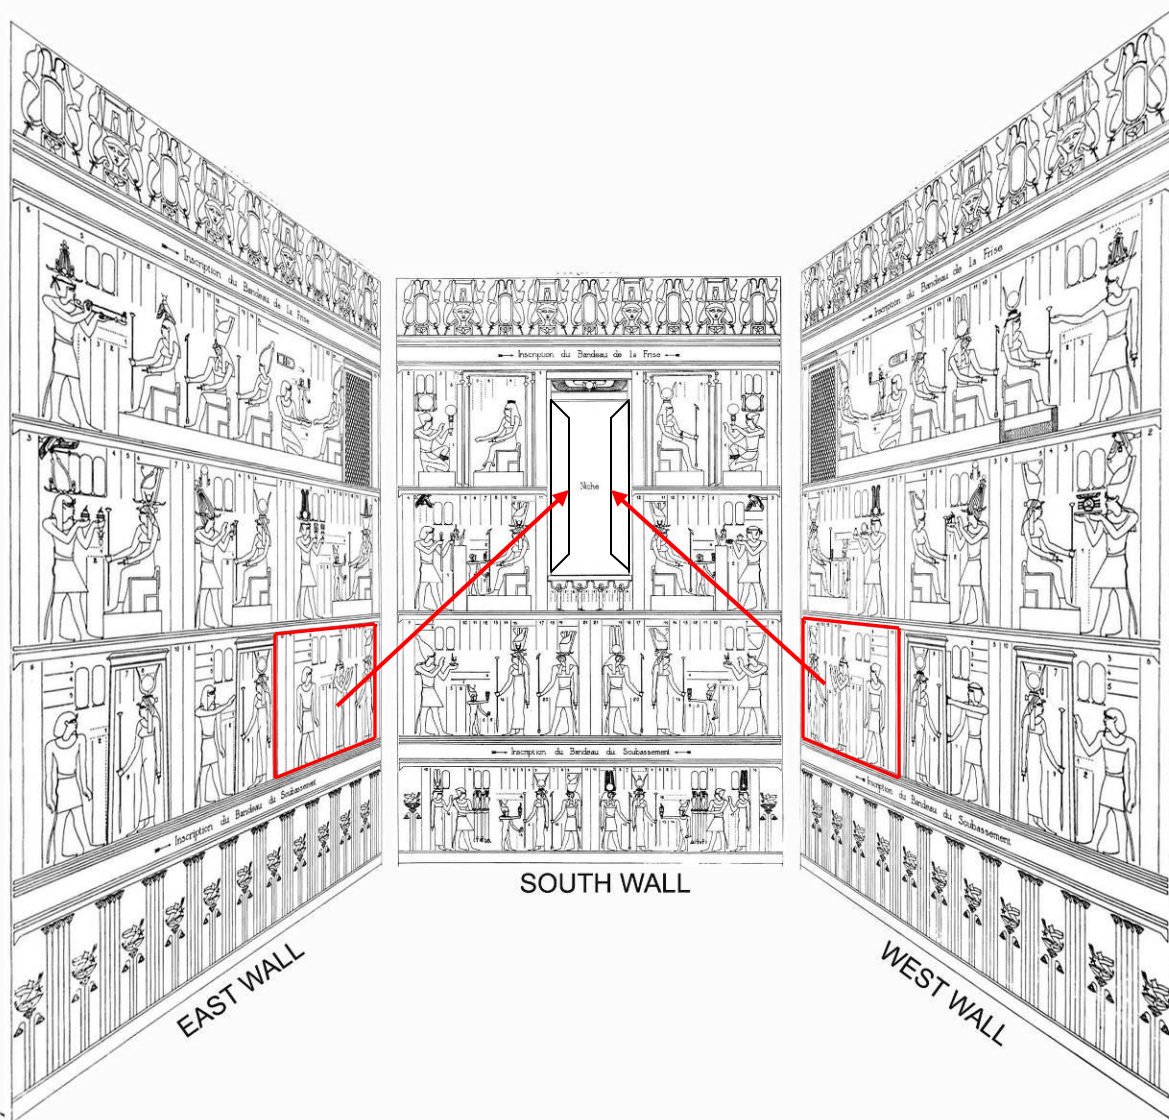 Inscription du Bandeau de la Frise
Inscription du Bandeau de la Frise
Inscription du Bandeau de la Frise
Niche
Inscription du Bandeau du Soubassement
Inscription du Bandeau du Soubassement
Inscription du Bandeau du Soubassement
SOUTH WALL
EAST WALL
WEST WALL